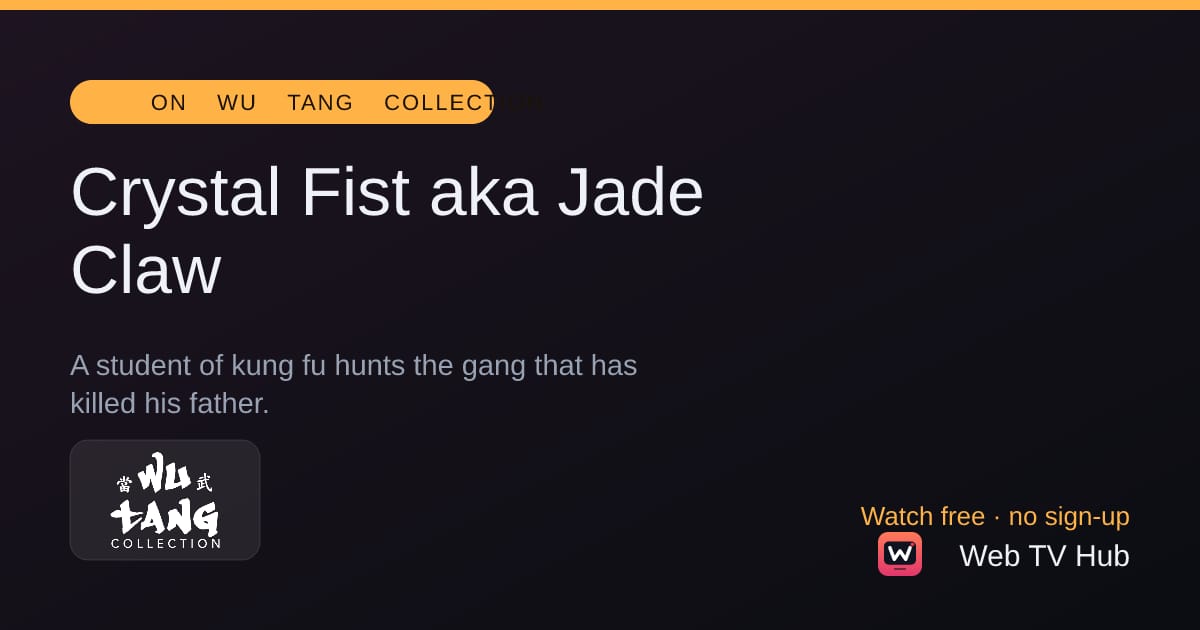 ON WU TANG COLLECTION
Crystal Fist aka Jade
Claw
A student of kung fu hunts the gang that has
killed his father.
當 WU 武
TANG
COLLECTION
Watch free · no sign-up
W Web TV Hub